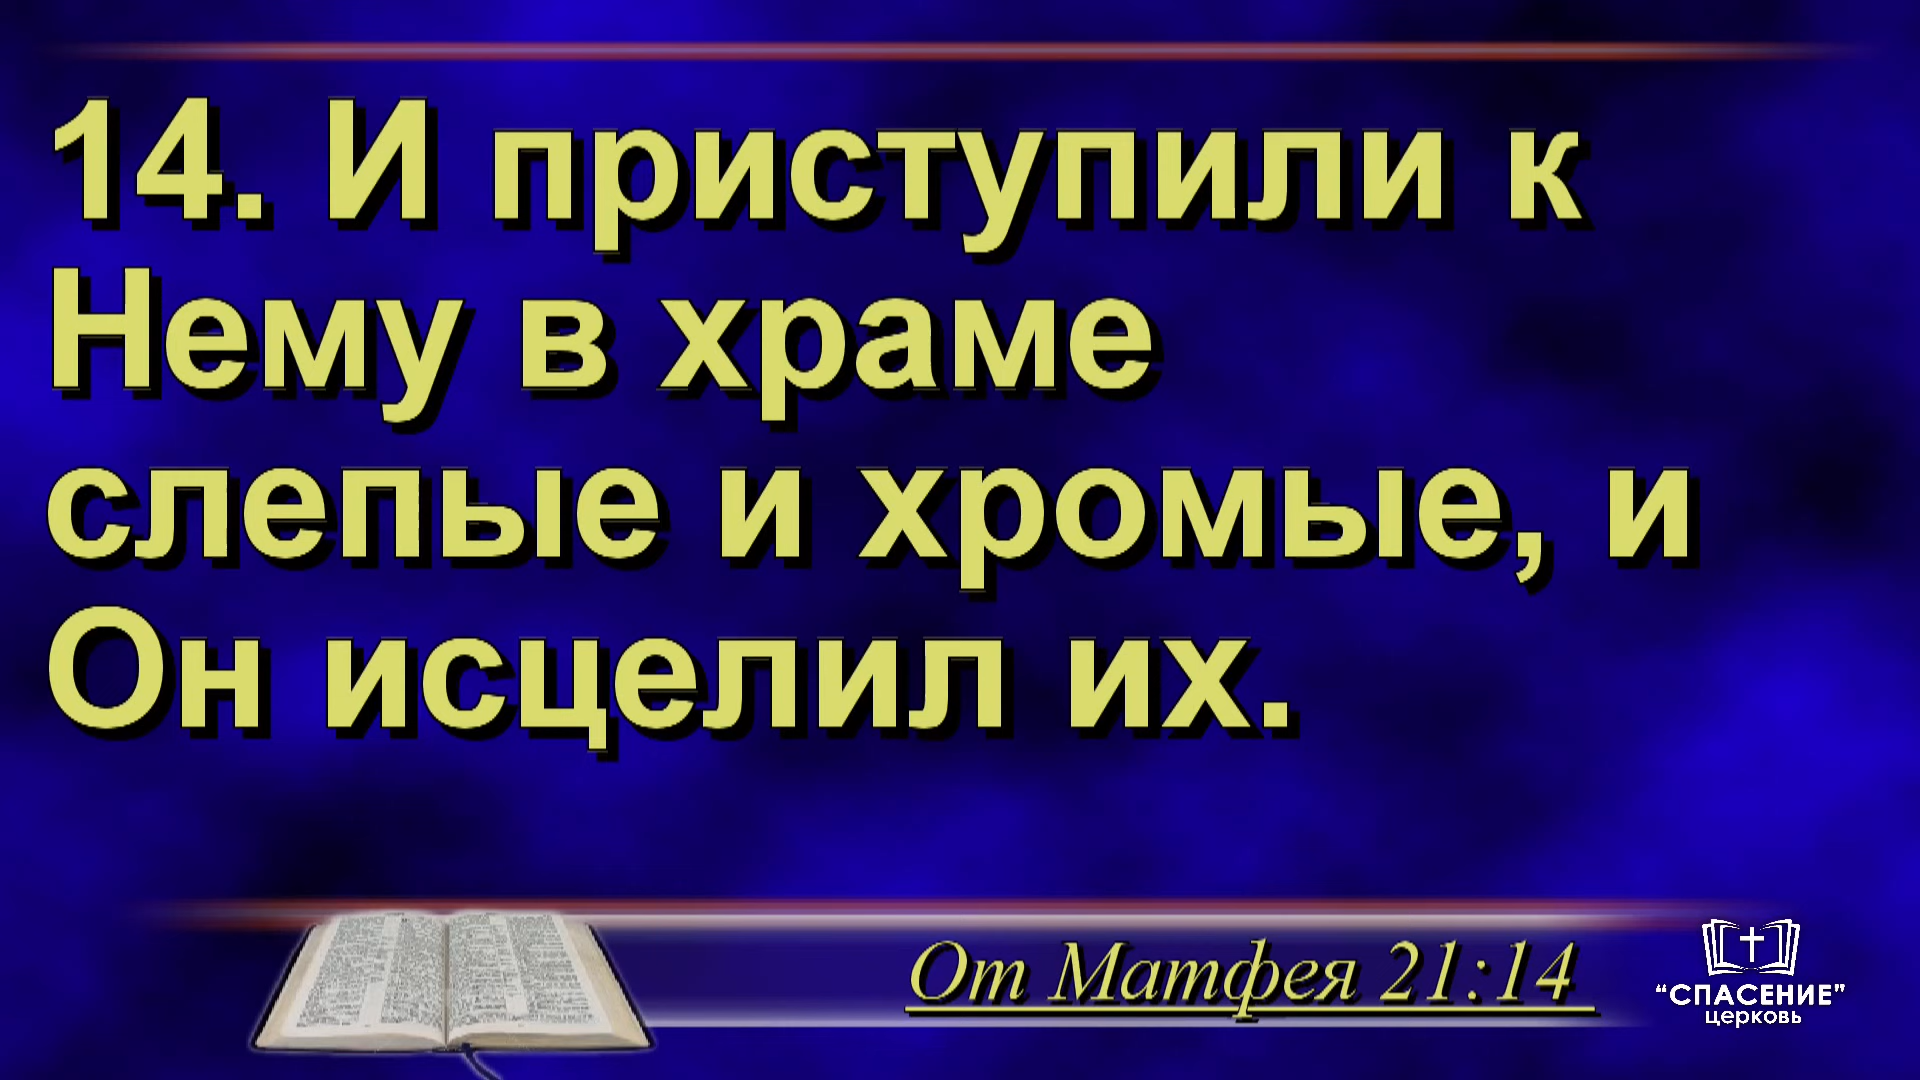 14. И приступили к
Нему в храме
слепые и хромые, и
Он исцелил их.
От Матфея 21:14
“СПАСЕНИЕ”
церковь